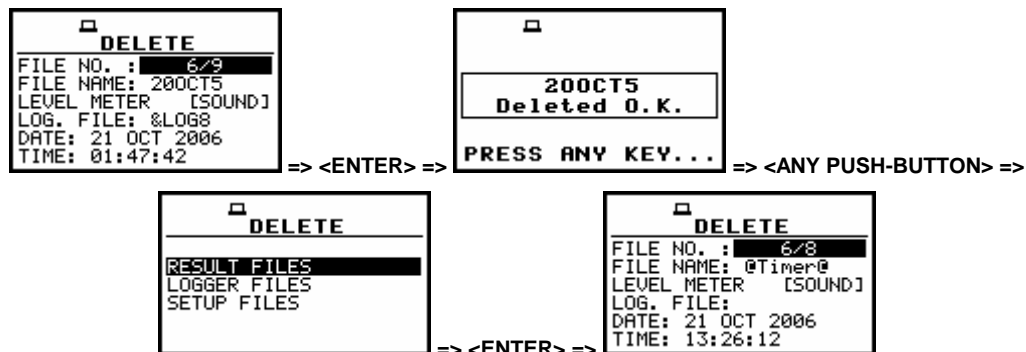 DELETE
FILE NO. : 6/9
FILE NAME: 20OCT5
LEVEL METER [SOUND]
LOG. FILE: &LOG8
DATE: 21 OCT 2006
TIME: 01:47:42
=> <ENTER> =>
20OCT5
Deleted O.K.
PRESS ANY KEY...
=> <ANY PUSH-BUTTON> =>
DELETE
RESULT FILES
LOGGER FILES
SETUP FILES
=> <ENTER> =>
DELETE
FILE NO. : 6/8
FILE NAME: @Timer@
LEVEL METER [SOUND]
LOG. FILE:
DATE: 21 OCT 2006
TIME: 13:26:12